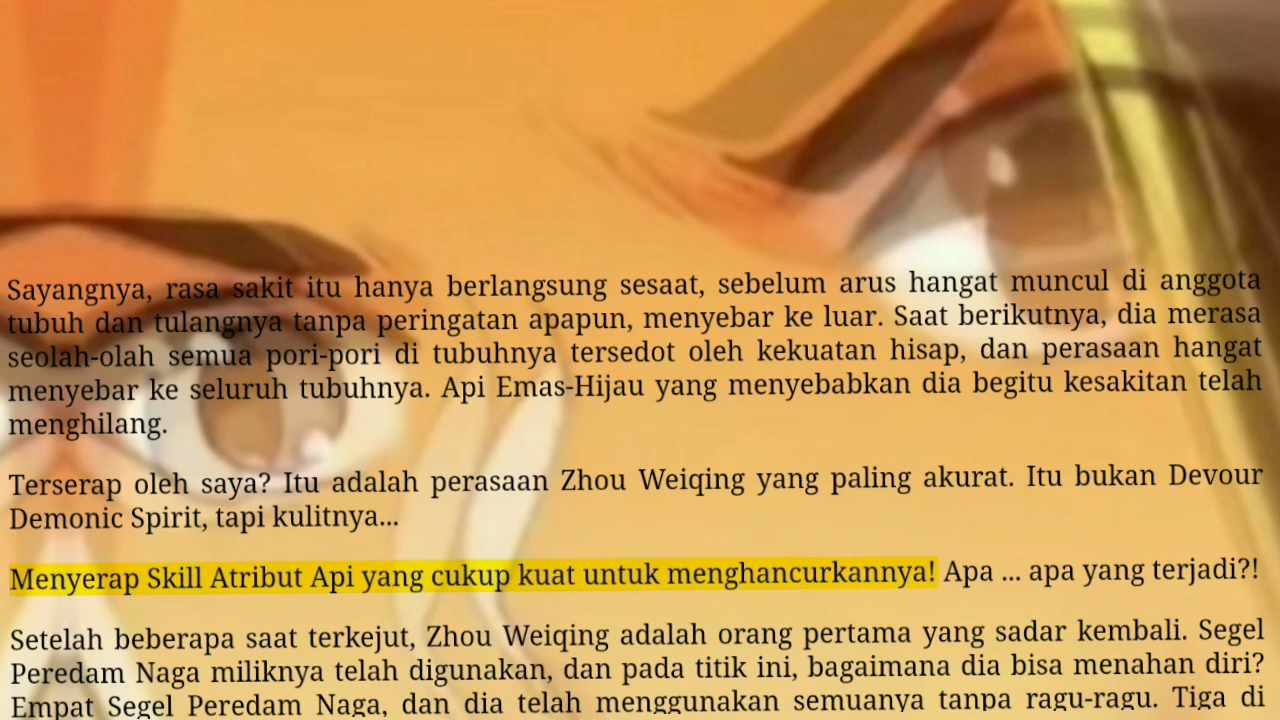 Sayangnya, rasa sakit itu hanya berlangsung sesaat, sebelum arus hangat muncul di anggota
tubuh dan tulangnya tanpa peringatan apapun, menyebar ke luar. Saat berikutnya, dia merasa
seolah-olah semua pori-pori di tubuhnya tersedot oleh kekuatan hisap, dan perasaan hangat
menyebar ke seluruh tubuhnya. Api Emas-Hijau yang menyebabkan dia begitu kesakitan telah
menghilang.
Terserap oleh saya? Itu adalah perasaan Zhou Weiqing yang paling akurat. Itu bukan Devour
Demonic Spirit, tapi kulitnya...
Menyerap Skill Atribut Api yang cukup kuat untuk menghancurkannya! Apa ... apa yang terjadi?!
Setelah beberapa saat terkejut, Zhou Weiqing adalah orang pertama yang sadar kembali. Segel
Peredam Naga miliknya telah digunakan, dan pada titik ini, bagaimana dia bisa menahan diri?
Empat Segel Peredam Naga, dan dia telah menggunakan semuanya tanpa ragu-ragu. Tiga di